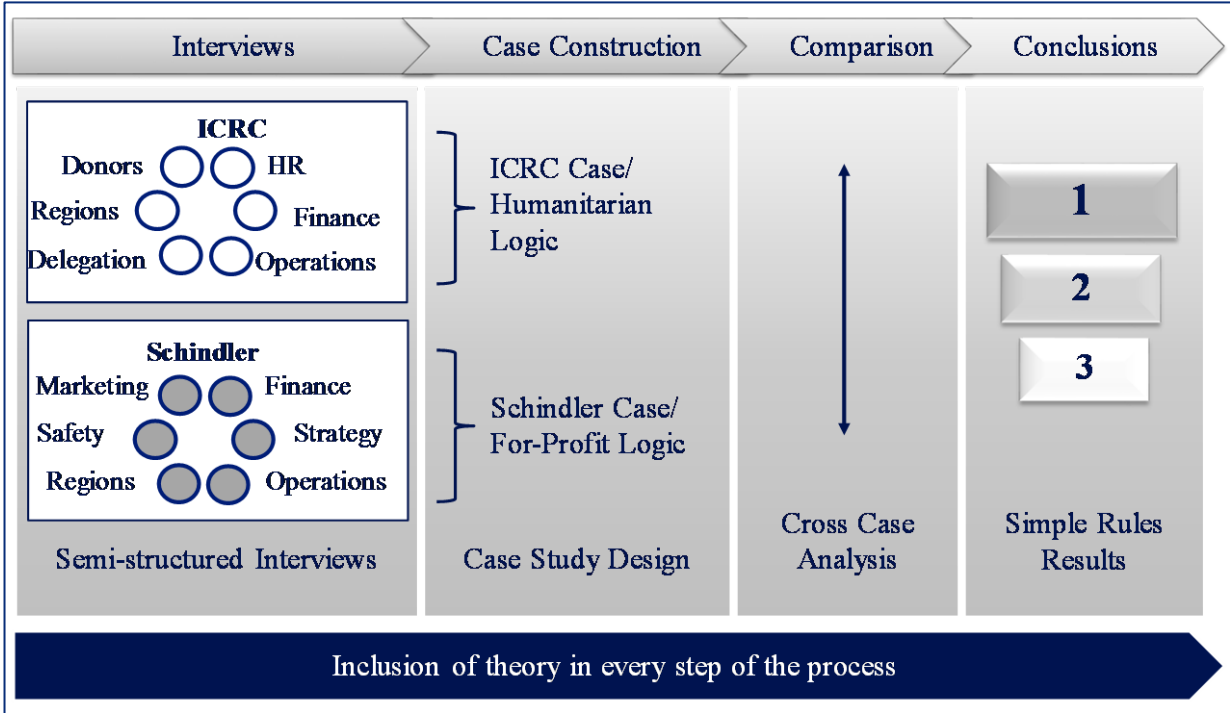 Interviews
Case Construction
Comparison
Conclusions
ICRC
Donors
HR
Regions
Finance
Delegation
Operations
Schindler
Marketing
Finance
Safety
Strategy
Regions
Operations
Semi-structured Interviews
ICRC Case/
Humanitarian
Logic
Schindler Case/
For-Profit Logic
Case Study Design
Cross Case
Analysis
1
2
3
Simple Rules
Results
Inclusion of theory in every step of the process